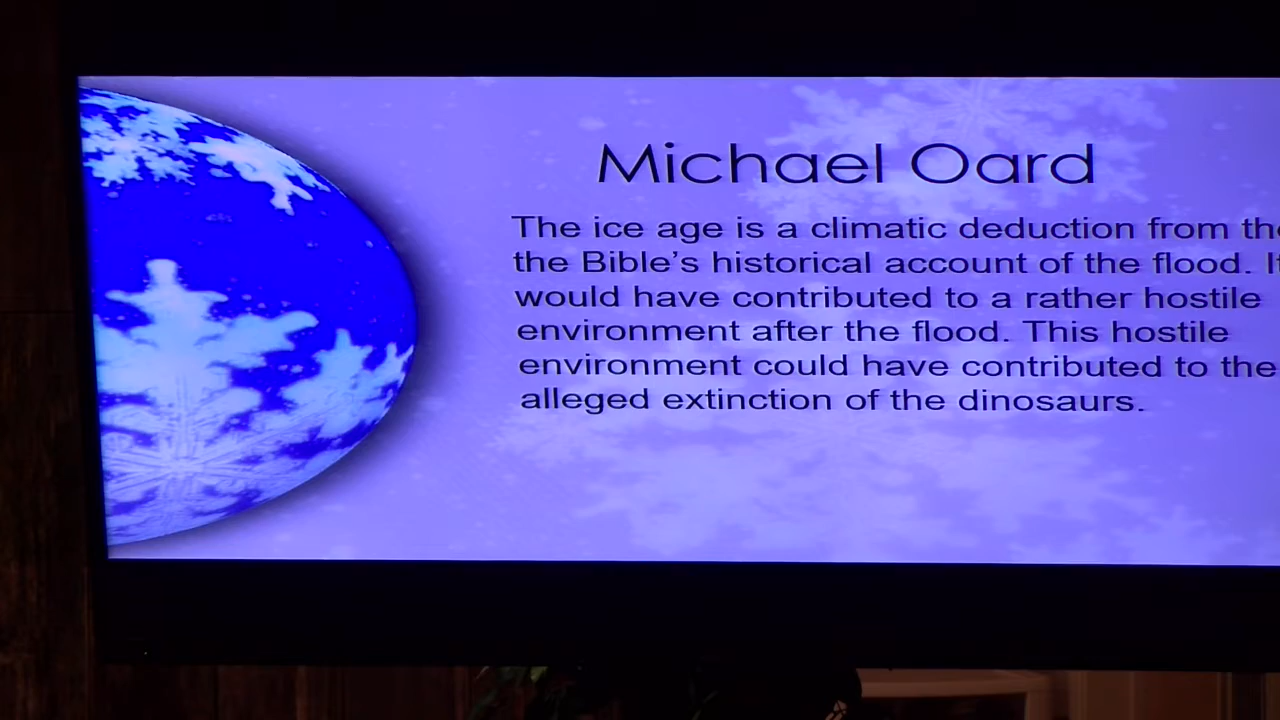 Michael Oard
The ice age is a climatic deduction from the
the Bible's historical account of the flood. It
would have contributed to a rather hostile
environment after the flood. This hostile
environment could have contributed to the
alleged extinction of the dinosaurs.